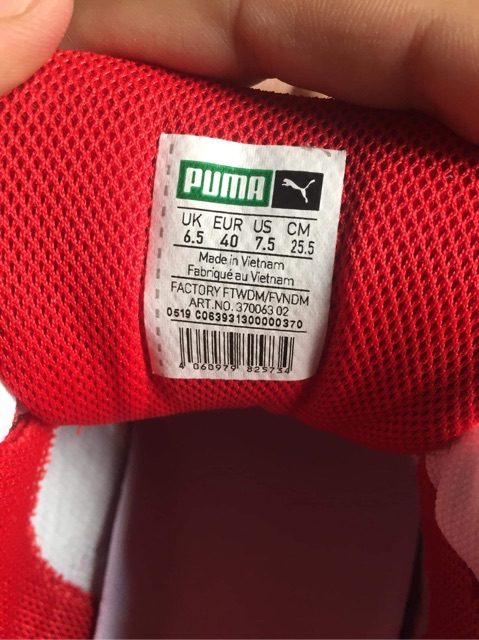 PUMA
UK EUR US CM
6.5 40 7.5 25.5
Made in Vietnam
Fabriqué au Vietnam
FACTORY FTWDM/FVNDM
ART.NO. 370063 02
0519 C063931300000370
4 060979 825734